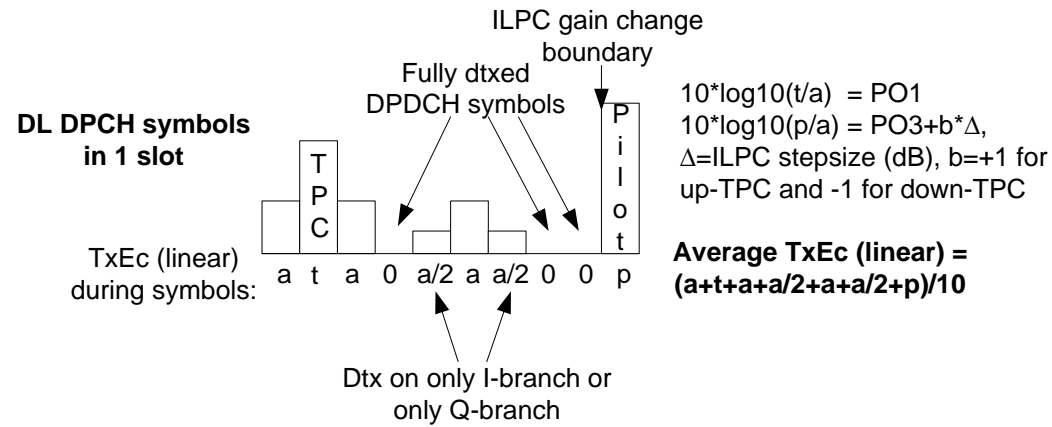 ILPC gain change
boundary
Fully dtxed
DPDCH symbols
DL DPCH symbols
in 1 slot
TPC
Pilot
10*log10(t/a) = PO1
10*log10(p/a) = PO3+b*Δ,
Δ=ILPC stepsize (dB), b=+1 for
up-TPC and -1 for down-TPC
TxEc (linear)
during symbols:
a t a 0 a/2 a a/2 0 0 p
Average TxEc (linear) =
(a+t+a+a/2+a+a/2+p)/10
Dtx on only I-branch or
only Q-branch